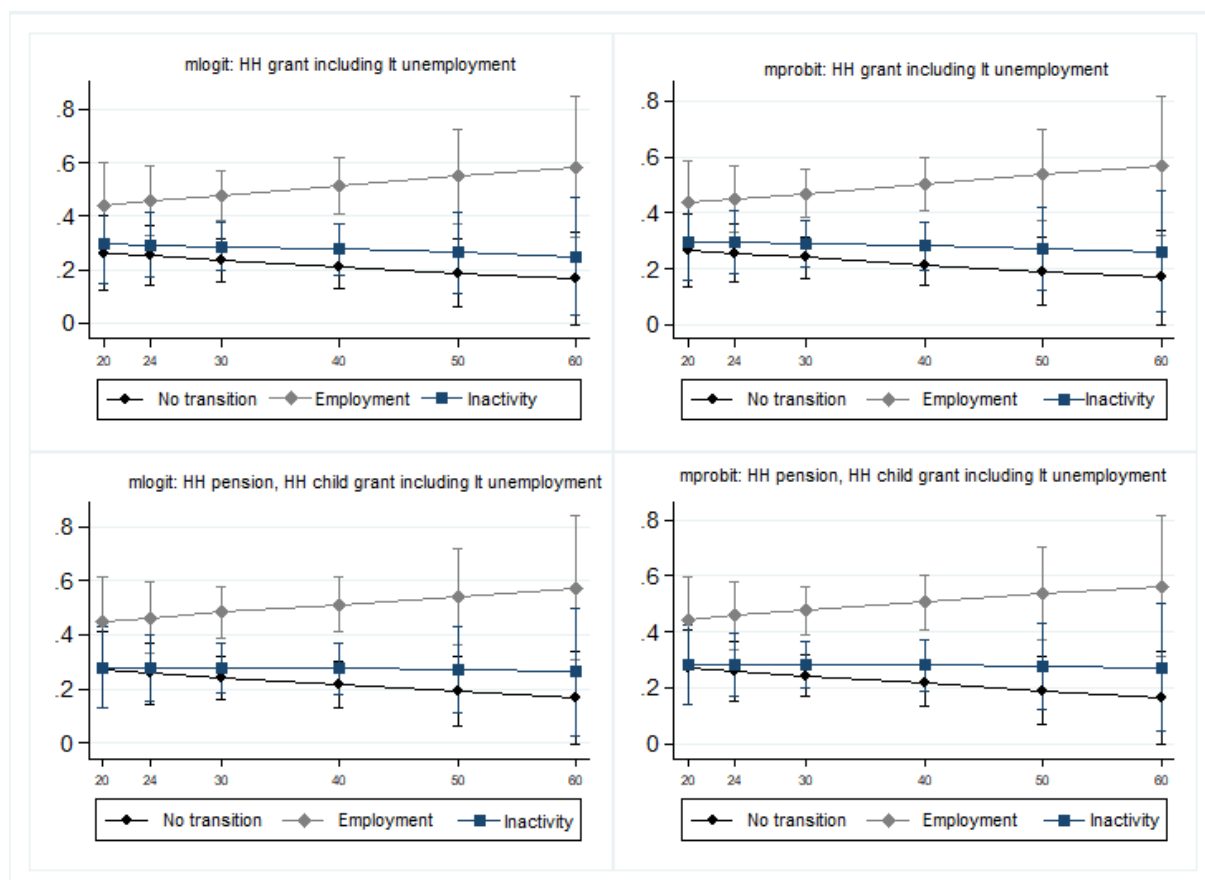 mlogit: HH grant including lt unemployment
.8
.6
.4
.2
0
20 24 30 40 50 60
No transition Employment Inactivity
mprobit: HH grant including lt unemployment
.8
.6
.4
.2
0
20 24 30 40 50 60
No transition Employment Inactivity
mlogit: HH pension, HH child grant including lt unemployment
.8
.6
.4
.2
0
20 24 30 40 50 60
No transition Employment Inactivity
mprobit: HH pension, HH child grant including lt unemployment
.8
.6
.4
.2
0
20 24 30 40 50 60
No transition Employment Inactivity